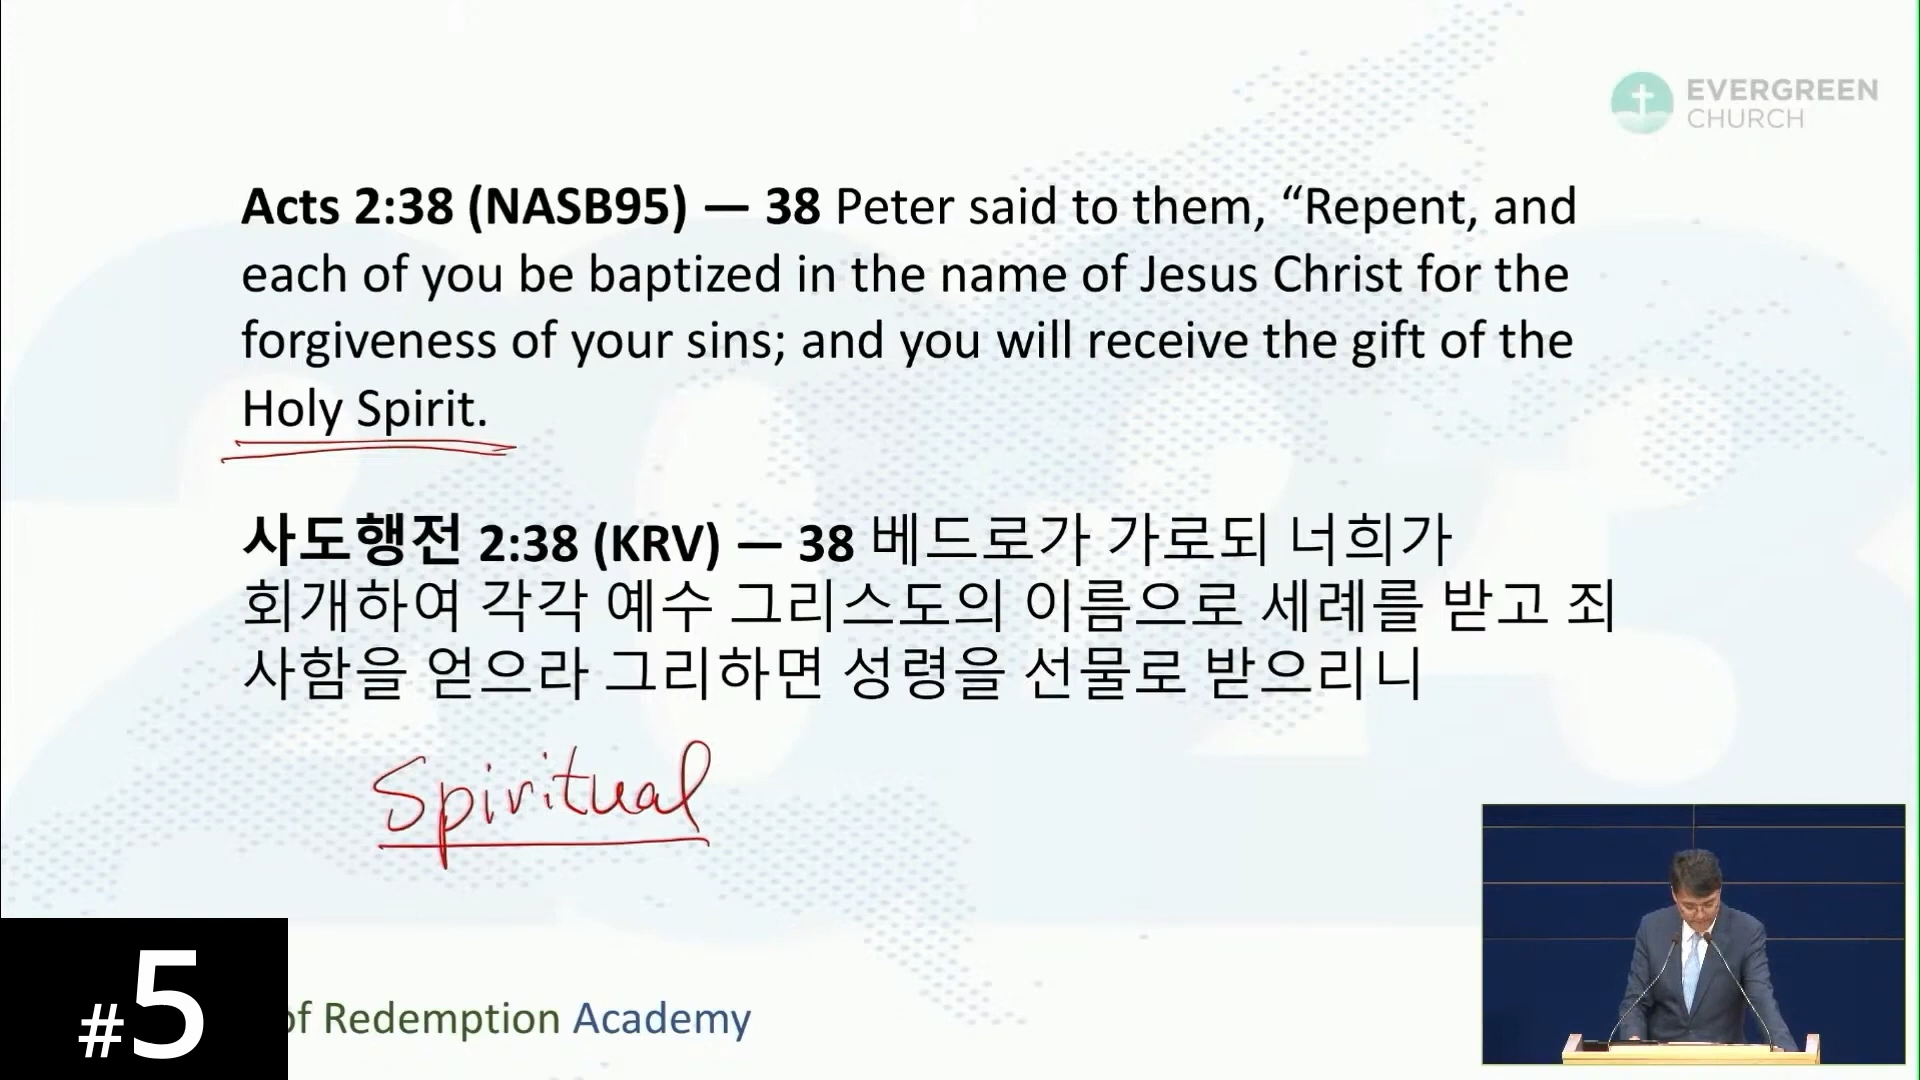 EVERGREEN
CHURCH
Acts 2:38 (NASB95) — 38 Peter said to them, “Repent, and
each of you be baptized in the name of Jesus Christ for the
forgiveness of your sins; and you will receive the gift of the
Holy Spirit.
사도행전 2:38 (KRV) — 38 베드로가 가로되 너희가
회개하여 각각 예수 그리스도의 이름으로 세례를 받고 죄
사함을 얻으라 그리하면 성령을 선물로 받으리니
Spiritual
#5
of Redemption Academy